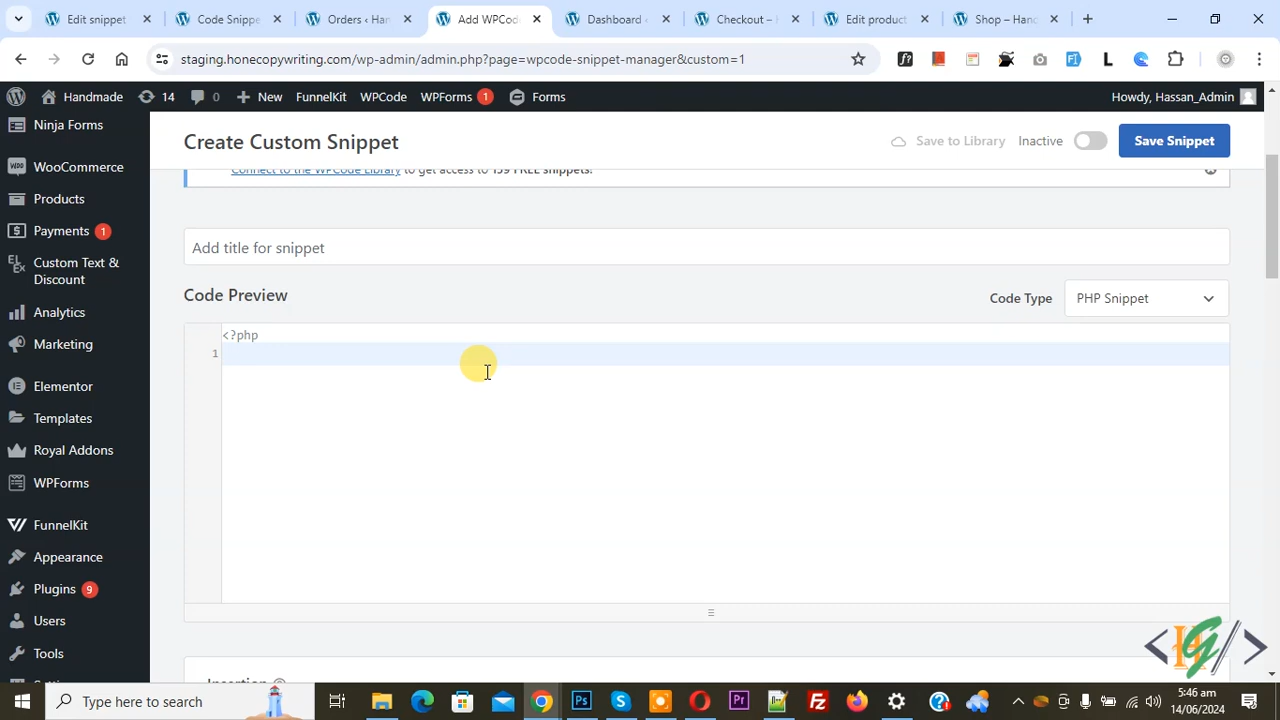 Edit snippet
Code Snippe
Orders ‹ Han
Add WPCod
Dashboard ‹
Checkout – H
Edit product
Shop – Hand
staging.homecopywriting.com/wp-admin/admin.php?page=wpcode-snippet-manager&custom=1
Handmade
14
0
New
FunnelKit
WPCode
WPForms 1
Forms
Howdy, Hassan_Admin
Ninja Forms
WooCommerce
Products
Payments 1
Custom Text &
Discount
Analytics
Marketing
Elementor
Templates
Royal Addons
WPForms
FunnelKit
Appearance
Plugins 9
Users
Tools
Create Custom Snippet
Save to Library
Inactive
Save Snippet
Connect to the WPCode Library to get access to 159 FREE snippets!
Add title for snippet
Code Preview
Code Type
PHP Snippet
<?php
1
Insertion
Type here to search
5:46 am
14/06/2024